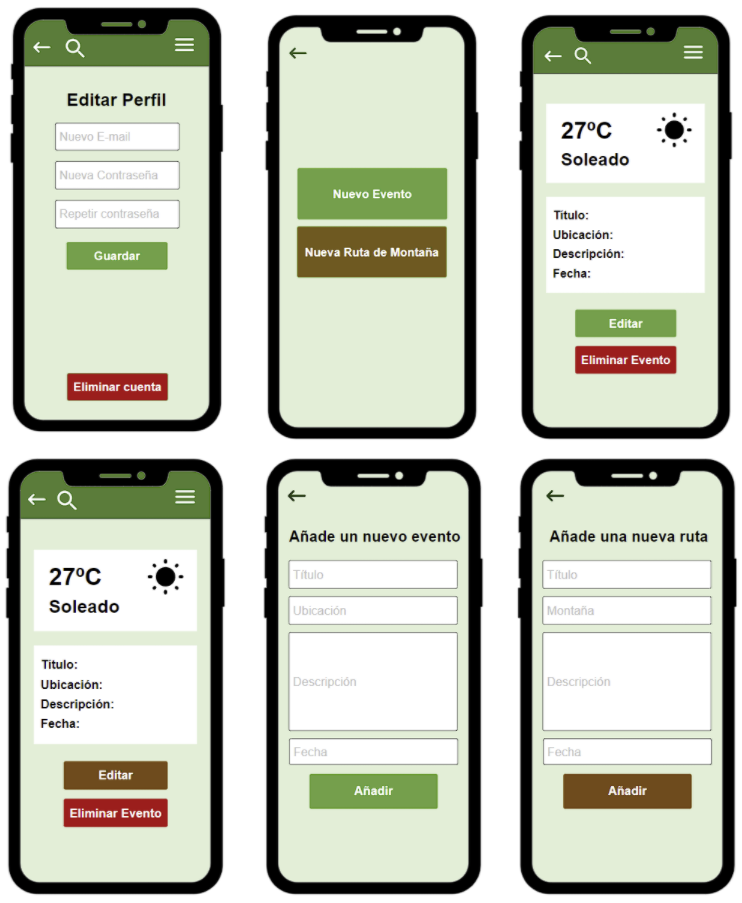 Editar Perfil
Nuevo E-mail
Nueva Contraseña
Repetir contraseña
Guardar
Eliminar cuenta
Nuevo Evento
Nueva Ruta de Montaña
27ºC
Soleado
Titulo:
Ubicación:
Descripción:
Fecha:
Editar
Eliminar Evento
27ºC
Soleado
Titulo:
Ubicación:
Descripción:
Fecha:
Editar
Eliminar Evento
Añade un nuevo evento
Título
Ubicación
Descripción
Fecha
Añadir
Añade una nueva ruta
Título
Montaña
Descripción
Fecha
Añadir